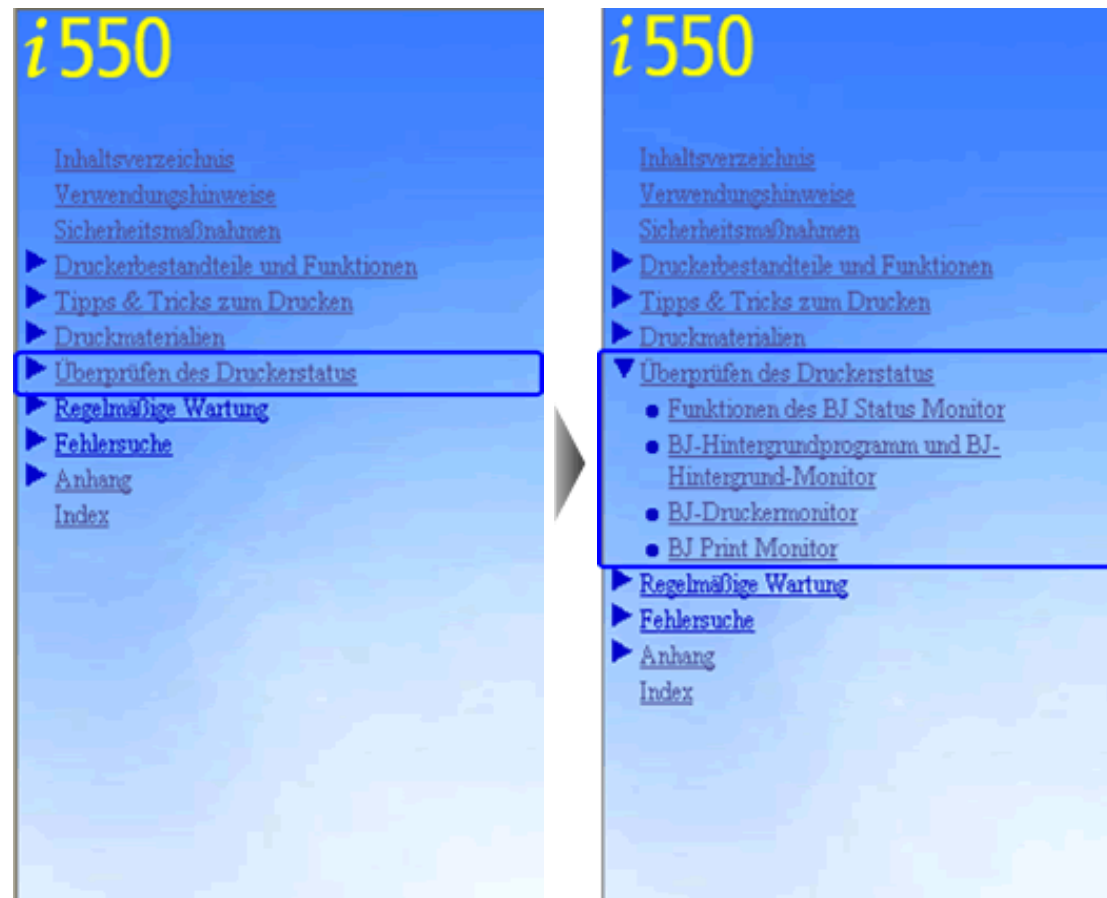 i550
Inhaltsverzeichnis
Verwendungshinweise
Sicherheitsmaßnahmen
Druckerbestandteile und Funktionen
Tipps & Tricks zum Drucken
Druckmaterialien
Überprüfen des Druckerstatus
Regelmäßige Wartung
Fehlersuche
Anhang
Index
i550
Inhaltsverzeichnis
Verwendungshinweise
Sicherheitsmaßnahmen
Druckerbestandteile und Funktionen
Tipps & Tricks zum Drucken
Druckmaterialien
Überprüfen des Druckerstatus
Funktionen des BJ Status Monitor
BJ-Hintergrundprogramm und BJ-
Hintergrund-Monitor
BJ-Druckermonitor
BJ Print Monitor
Regelmäßige Wartung
Fehlersuche
Anhang
Index